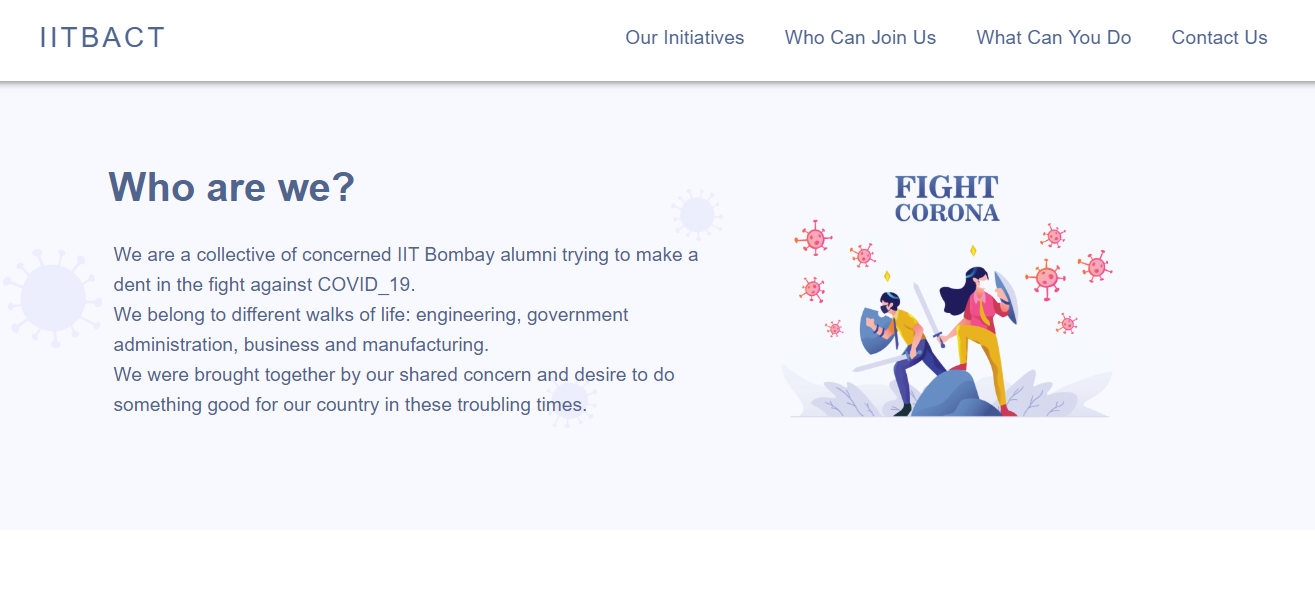 IITBACT
Our Initiatives
Who Can Join Us
What Can You Do
Contact Us
Who are we?
We are a collective of concerned IIT Bombay alumni trying to make a
dent in the fight against COVID_19.
We belong to different walks of life: engineering, government
administration, business and manufacturing.
We were brought together by our shared concern and desire to do
something good for our country in these troubling times.
FIGHT
CORONA